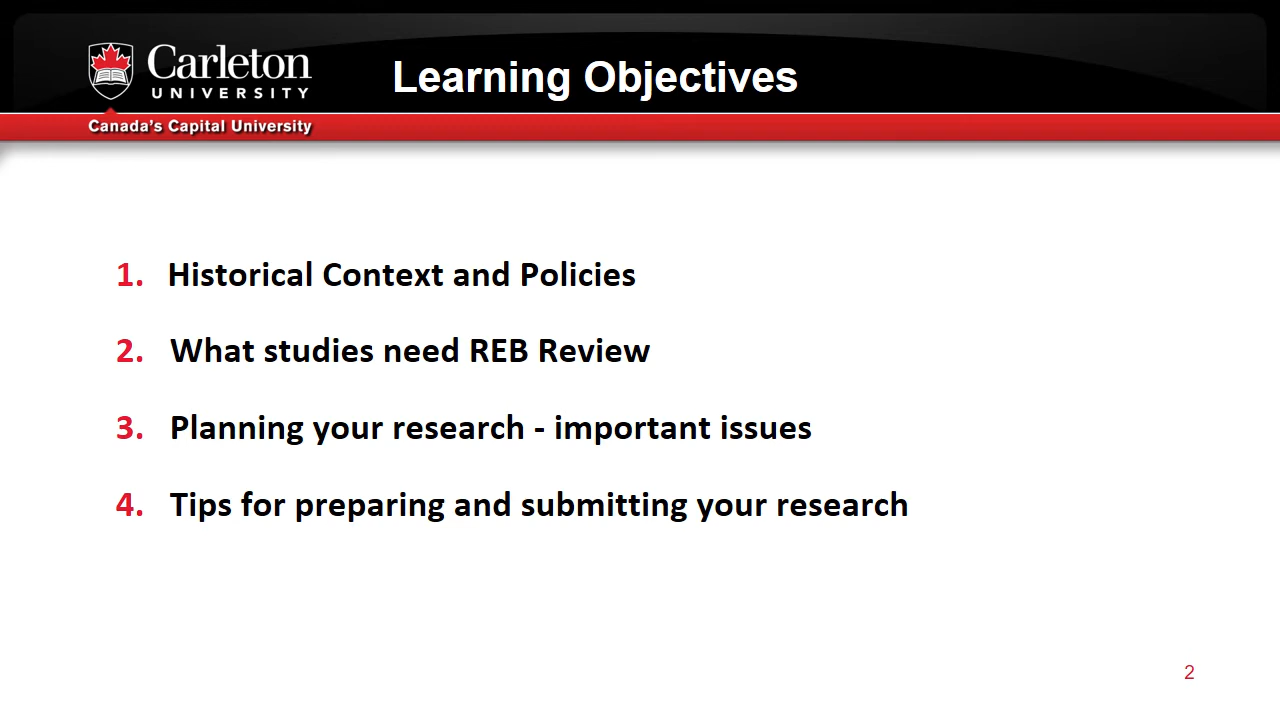 Carleton
UNIVERSITY
Canada's Capital University
Learning Objectives
1. Historical Context and Policies
2. What studies need REB Review
3. Planning your research - important issues
4. Tips for preparing and submitting your research
2